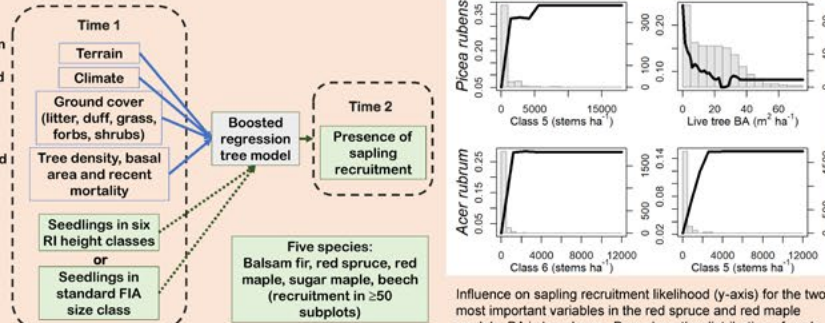 Time 1
Terrain
Climate
Ground cover
(litter, duff, grass,
forbs, shrubs)
Tree density, basal
area and recent
mortality
Seedlings in six
RI height classes
or
Seedlings in
standard FIA
size class
Boosted
regression
tree model
Time 2
Presence of
sapling
recruitment
Five species:
Balsam fir, red spruce, red
maple, sugar maple, beech
(recruitment in ≥50
subplots)
Picea rubens
0.05 0.20 0.35
0 5000 15000
Class 5 (stems ha⁻¹)
0 100 300
0.10 0.20
0 20 40 60
Live tree BA (m² ha⁻¹)
Acer rubrum
0.05 0.15 0.25
0 4000 8000 12000
Class 6 (stems ha⁻¹)
0 500 1500
0.02 0.08 0.14
0 4000 8000 12000
Class 5 (stems ha⁻¹)
Influence on sapling recruitment likelihood (y-axis) for the two
most important variables in the red spruce and red maple